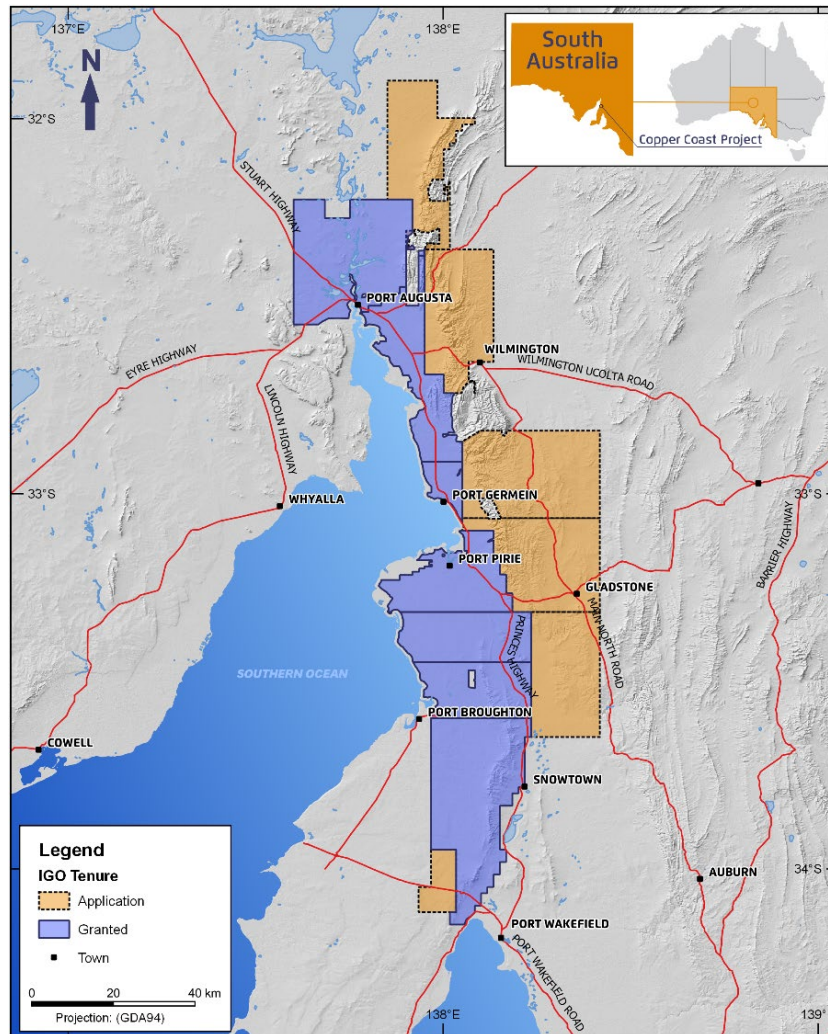 137°E
138°E
South
Australia
Copper Coast Project
N
32°S
32°S
STUART HIGHWAY
PORT AUGUSTA
WILMINGTON
WILMINGTON UCOLTA ROAD
EYRE HIGHWAY
LINCOLN HIGHWAY
33°S
WHYALLA
PORT GERMEIN
33°S
PORT PIRIE
BARRIER HIGHWAY
GLADSTONE
MAIN NORTH ROAD
PRINCES HIGHWAY
SOUTHERN OCEAN
PORT BROUGHTON
COWELL
SNOWTOWN
Legend
IGO Tenure
Application
Granted
Town
0 20 40 km
Projection: (GDA94)
AUBURN
34°S
PORT WAKEFIELD
PORT WAKEFIELD ROAD
138°E
139°E